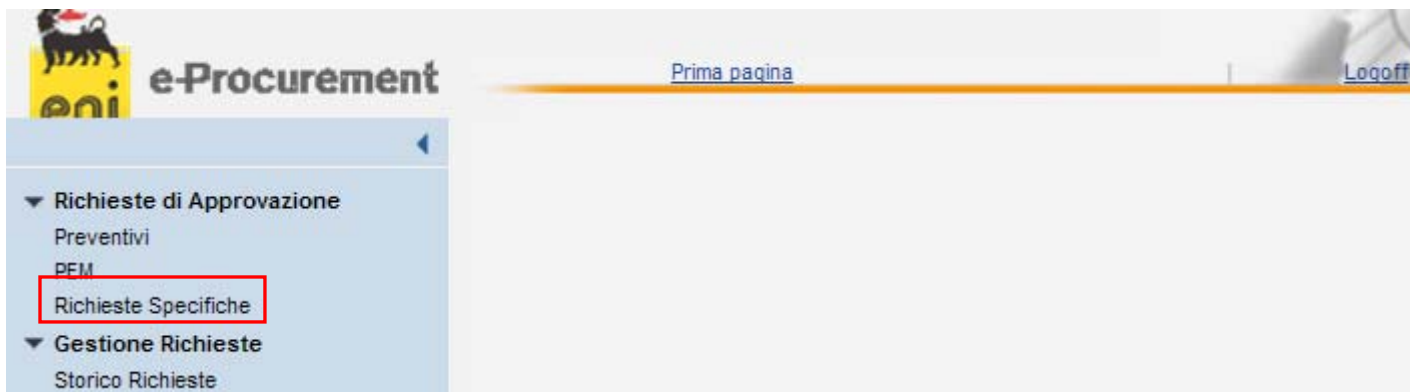 eni
e-Procurement
Prima pagina | Logoff
Richieste di Approvazione
Preventivi
PEM
Richieste Specifiche
Gestione Richieste
Storico Richieste